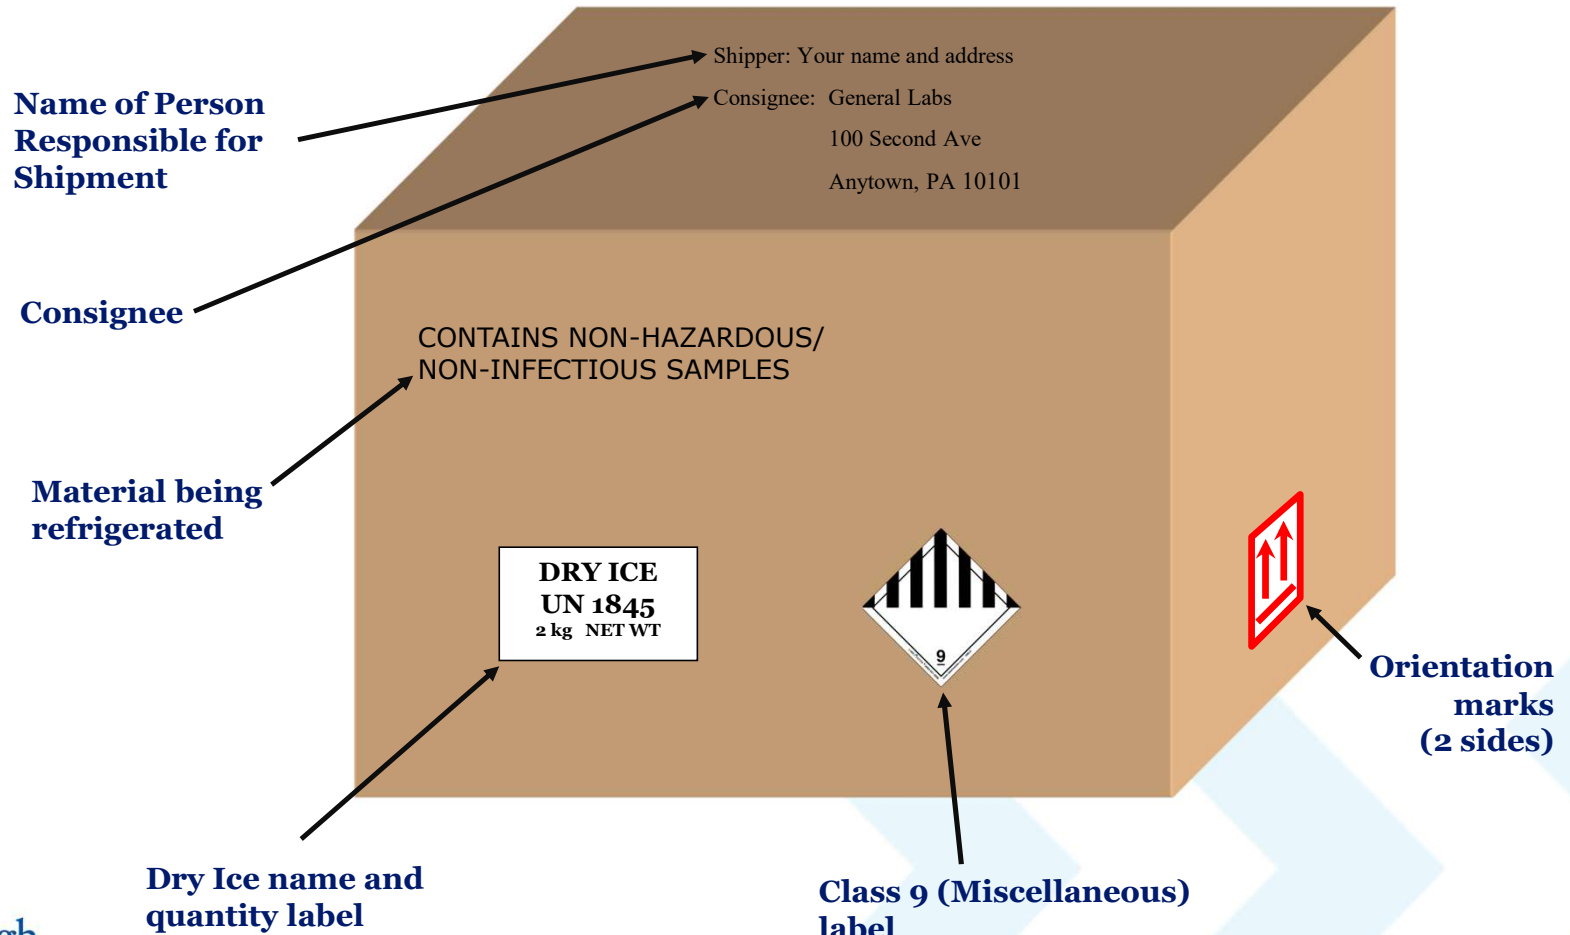 Shipper: Your name and address
Name of Person
Responsible for
Shipment
Consignee: General Labs
100 Second Ave
Anytown, PA 10101
Consignee
CONTAINS NON-HAZARDOUS/
NON-INFECTIOUS SAMPLES
Material being
refrigerated
DRY ICE
UN 1845
2 kg NET WT
9
Orientation
marks
(2 sides)
Dry Ice name and
quantity label
Class 9 (Miscellaneous)
label